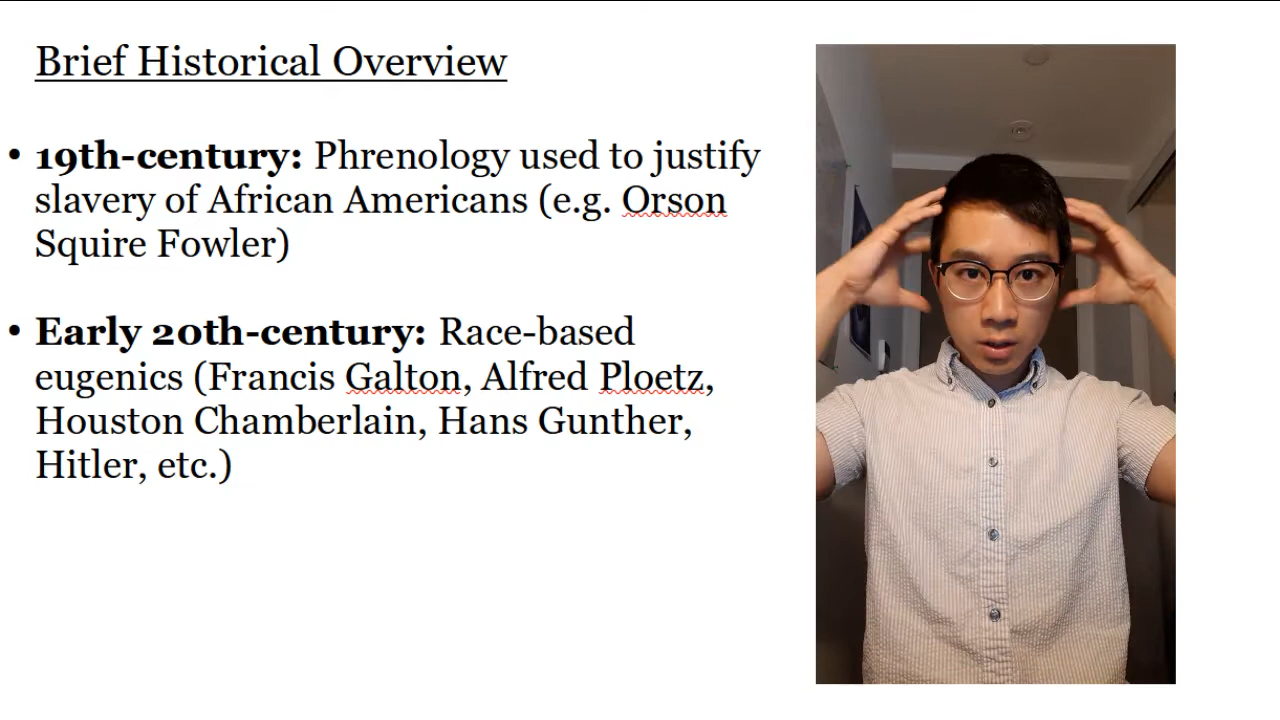 Brief Historical Overview
• 19th-century: Phrenology used to justify
slavery of African Americans (e.g. Orson
Squire Fowler)
• Early 20th-century: Race-based
eugenics (Francis Galton, Alfred Ploetz,
Houston Chamberlain, Hans Gunther,
Hitler, etc.)